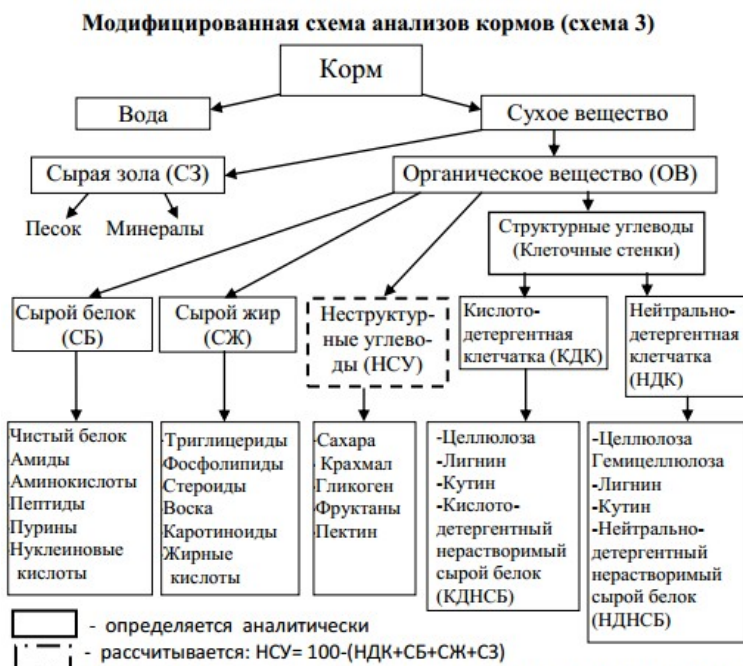 Модифицированная схема анализов кормов (схема 3)
Корм
Вода
Сухое вещество
Сырая зола (СЗ)
Органическое вещество (ОВ)
Песок
Минералы
Структурные углеводы
(Клеточные стенки)
Сырой белок
(СБ)
Сырой жир
(СЖ)
Неструктур-
ные углево-
ды (НСУ)
Кислото-
детергентная
клетчатка (КДК)
Нейтрально-
детергентная
клетчатка
(НДК)
Чистый белок
Амиды
Аминокислоты
Пептиды
Пурины
Нуклеиновые
кислоты
-Триглицериды
Фосфолипиды
Стероиды
-Воска
-Каротиноиды
-Жирные
кислоты
-Сахара
- Крахмал
-Гликоген
-Фруктаны
-Пектин
-Целлюлоза
-Лигнин
-Кутин
-Кислото-
детергентный
нерастворимый
сырой белок
(КДНСБ)
-Целлюлоза
Гемицеллюлоза
-Лигнин
-Кутин
-Нейтрально-
детергентный
нерастворимый
сырой белок
(НДНСБ)
- определяется аналитически
- рассчитывается: НСУ= 100-(НДК+СБ+СЖ+СЗ)